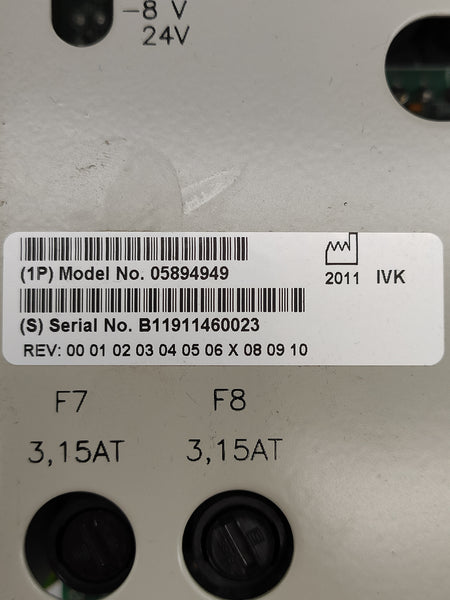 -8 V
24V
(1P) Model No. 05894949
2011 IVK
(S) Serial No. B11911460023
REV: 00 01 02 03 04 05 06 X 08 09 10
F7 F8
3,15AT 3,15AT